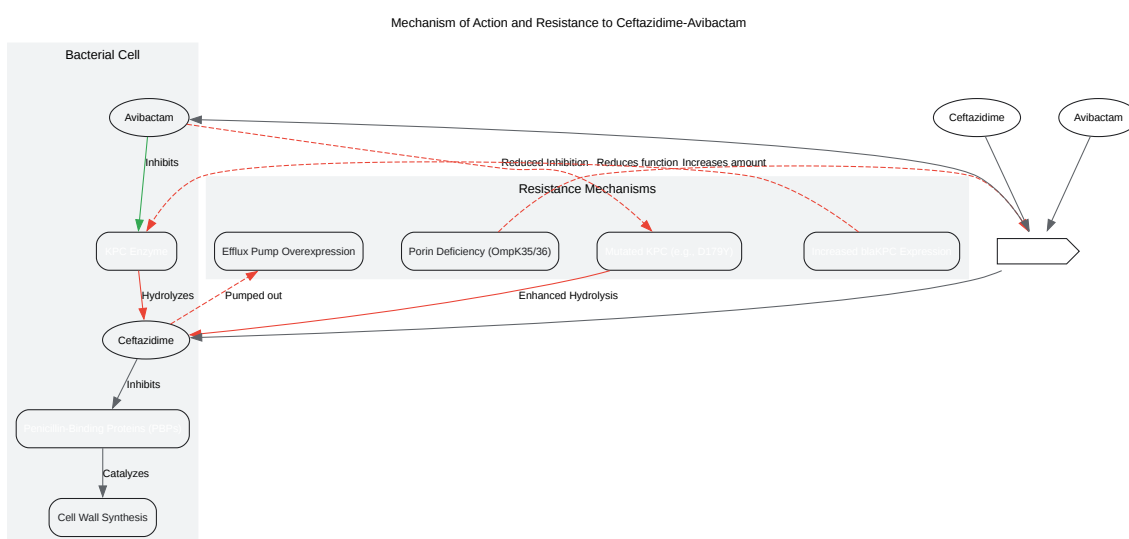 Mechanism of Action and Resistance to Ceftazidime-Avibactam
Bacterial Cell
Avibactam
Ceftazidime
Avibactam
Inhibits
Reduced Inhibition
Reduces function
Increases amount
Resistance Mechanisms
KPC Enzyme
Efflux Pump Overexpression
Porin Deficiency (OmpK35/36)
Mutated KPC (e.g., D179Y)
Increased blaKPC Expression
Hydrolyzes
Pumped out
Enhanced Hydrolysis
Ceftazidime
Inhibits
Penicillin-Binding Proteins (PBPs)
Catalyzes
Cell Wall Synthesis